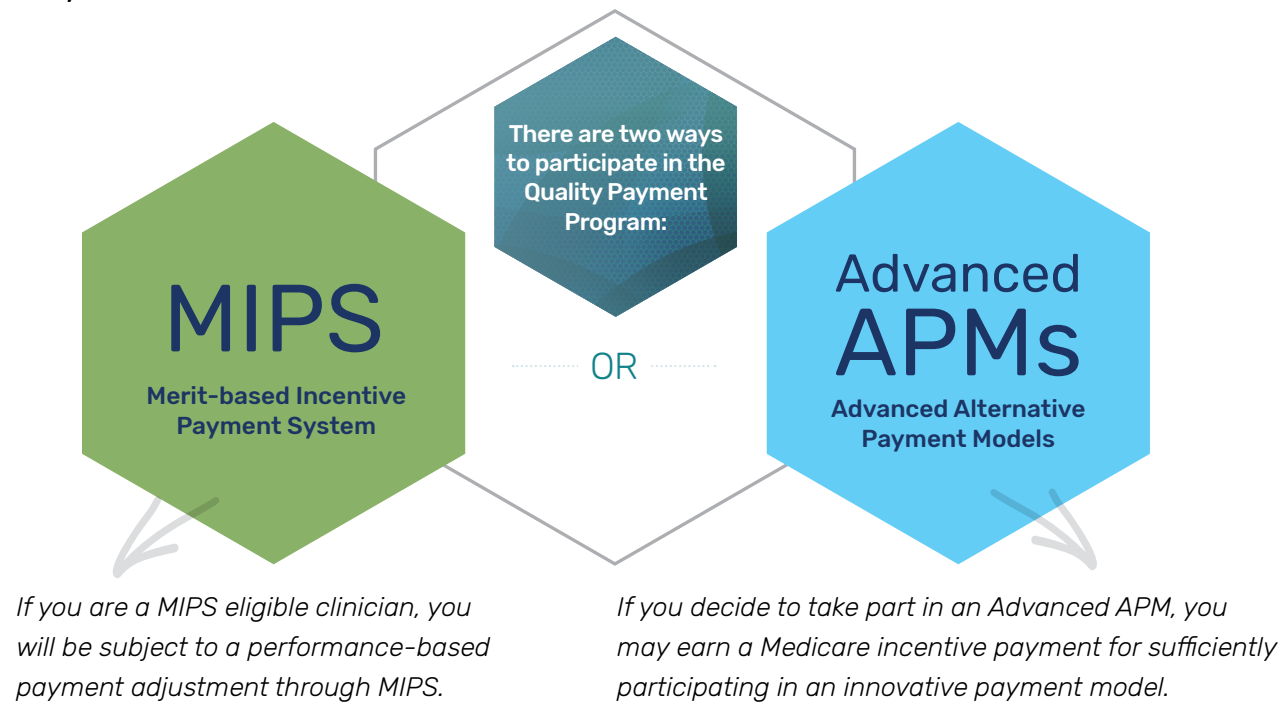 There are two ways
to participate in the
Quality Payment
Program:
MIPS
Merit-based Incentive
Payment System
OR
Advanced
APMs
Advanced Alternative
Payment Models
If you are a MIPS eligible clinician, you
will be subject to a performance-based
payment adjustment through MIPS.
If you decide to take part in an Advanced APM, you
may earn a Medicare incentive payment for sufficiently
participating in an innovative payment model.